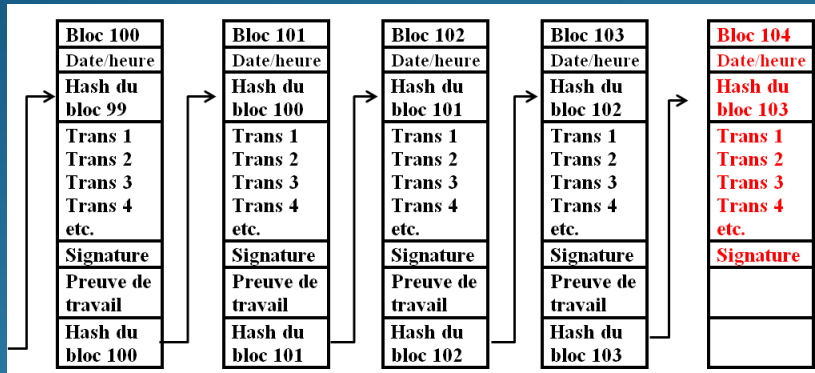 Bloc 100
Date/heure
Hash du
bloc 99
Trans 1
Trans 2
Trans 3
Trans 4
etc.
Signature
Preuve de
travail
Hash du
bloc 100
Bloc 101
Date/heure
Hash du
bloc 100
Trans 1
Trans 2
Trans 3
Trans 4
etc.
Signature
Preuve de
travail
Hash du
bloc 101
Bloc 102
Date/heure
Hash du
bloc 101
Trans 1
Trans 2
Trans 3
Trans 4
etc.
Signature
Preuve de
travail
Hash du
bloc 102
Bloc 103
Date/heure
Hash du
bloc 102
Trans 1
Trans 2
Trans 3
Trans 4
etc.
Signature
Preuve de
travail
Hash du
bloc 103
Bloc 104
Date/heure
Hash du
bloc 103
Trans 1
Trans 2
Trans 3
Trans 4
etc.
Signature